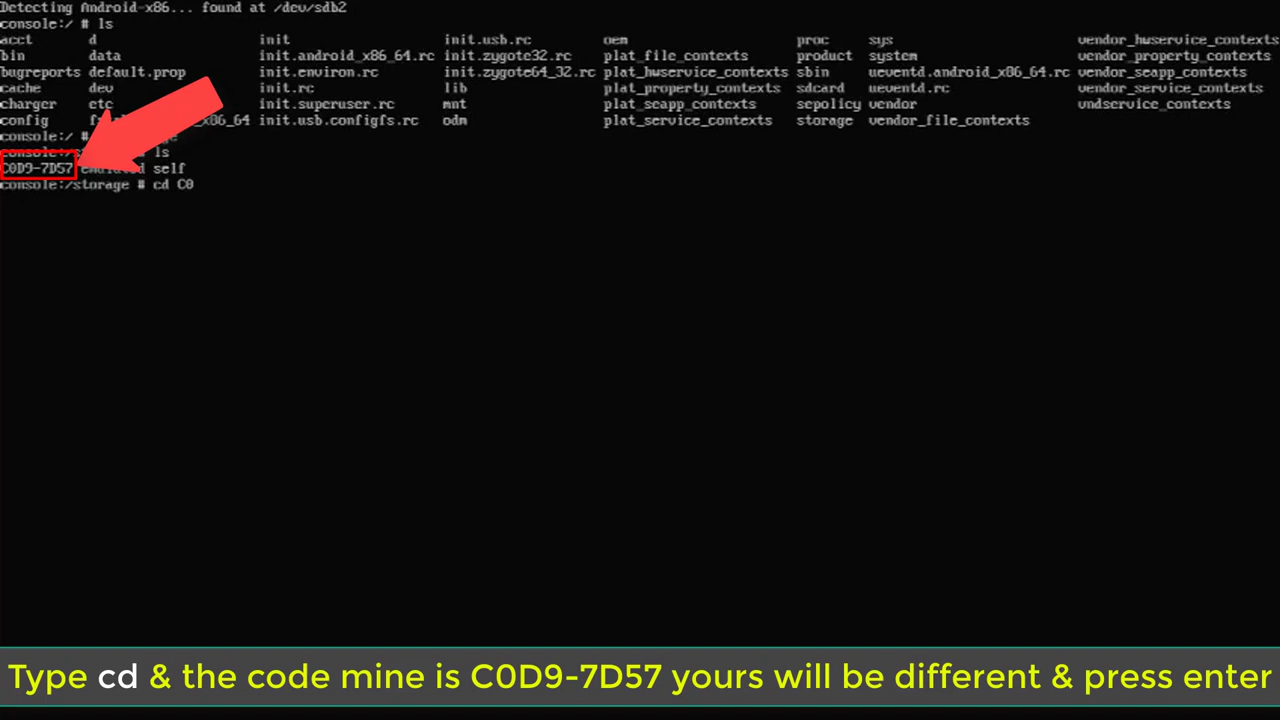 Detecting Android-x86... found at /dev/sdb2
console:/ # ls
acct d init init.usb.rc oem proc sys vendor_hwservice_contexts
bin data init.android_x86_64.rc init.zygote32.rc plat_file_contexts product system vendor_property_contexts
bugreports default.prop init.environ.rc init.zygote64_32.rc plat_hwservice_contexts sbin ueventd.android_x86_64.rc vendor_seapp_contexts
cache dev init.rc lib plat_property_contexts sdcard ueventd.rc vendor_service_contexts
charger etc init.superuser.rc mnt plat_seapp_contexts sepolicy vendor vndservice_contexts
config x86_64 init.usb.configfs.rc odm plat_service_contexts storage vendor_file_contexts
console:/ #
ls
C0D9-7D57 self
console:/storage # cd C0
Type cd & the code mine is C0D9-7D57 yours will be different & press enter